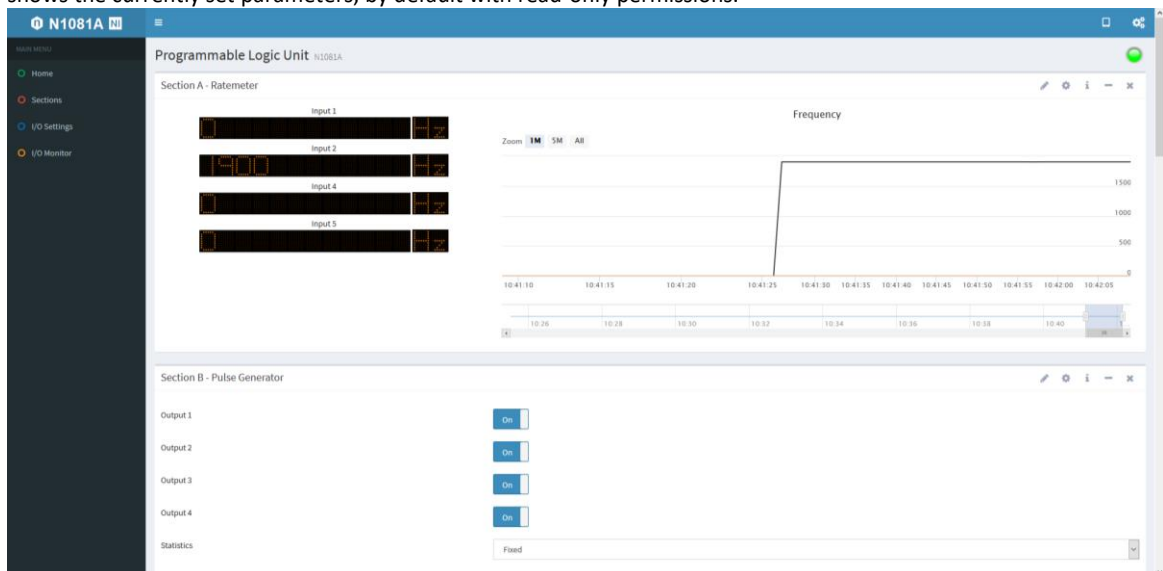 shows the currently set parameters, by default with read-only permissions.
N1081A NI
MAIN MENU
Home
Sections
I/O Settings
I/O Monitor
Programmable Logic Unit N1081A
Section A - Ratemeter
Input 1
0 Hz
Input 2
1900 Hz
Input 4
0 Hz
Input 5
0 Hz
Frequency
Zoom 1M 5M All
1500
1000
500
0
10:41:10 10:41:15 10:41:20 10:41:25 10:41:30 10:41:35 10:41:40 10:41:45 10:41:50 10:41:55 10:42:00 10:42:05
10:26 10:28 10:30 10:32 10:34 10:36 10:38 10:40
Section B - Pulse Generator
Output 1 On
Output 2 On
Output 3 On
Output 4 On
Statistics Fixed